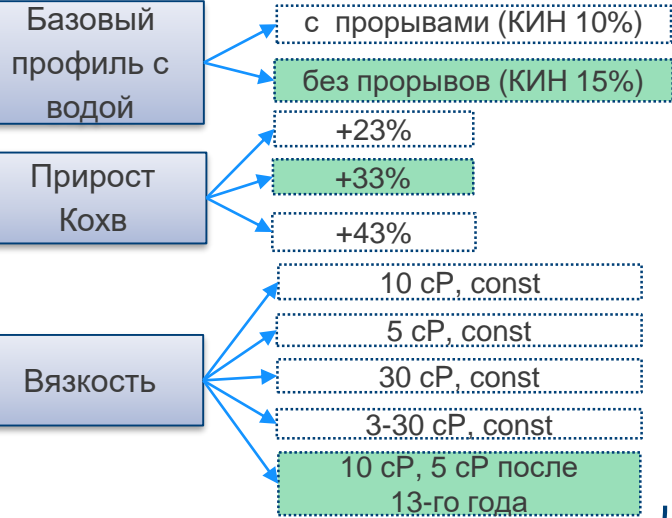 Базовый
профиль с
водой
с прорывами (КИН 10%)
без прорывов (КИН 15%)
Прирост
Кохв
+23%
+33%
+43%
Вязкость
10 сР, const
5 сР, const
30 сР, const
3-30 сР, const
10 сР, 5 сР после
13-го года